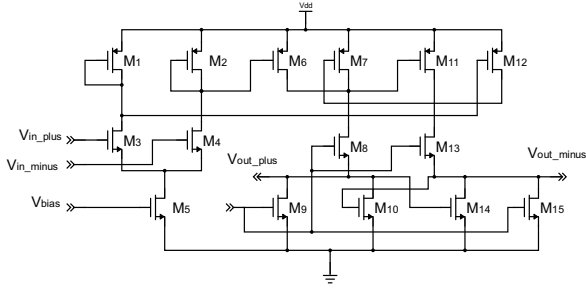 Vdd
M1
M2
M6
M7
M11
M12
Vin_plus
M3
M4
M8
M13
Vin_minus
Vout_plus
Vout_minus
Vbias
M5
M9
M10
M14
M15